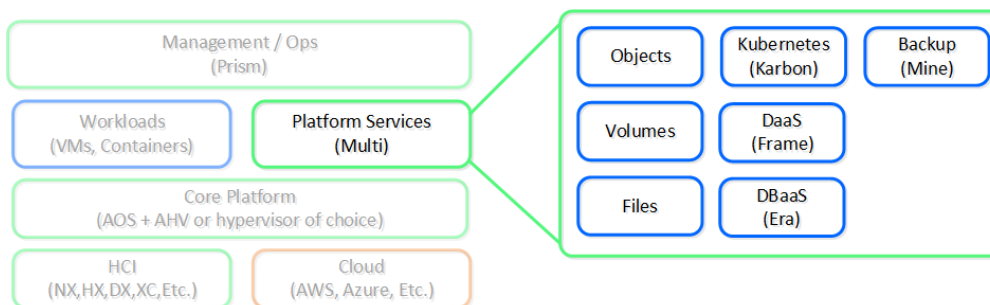 Management / Ops
(Prism)
Workloads
(VMs, Containers)
Platform Services
(Multi)
Core Platform
(AOS + AHV or hypervisor of choice)
HCI
(NX,HX,DX,XC,Etc.)
Cloud
(AWS, Azure, Etc.)
Objects
Kubernetes
(Karbon)
Backup
(Mine)
Volumes
DaaS
(Frame)
Files
DBaaS
(Era)